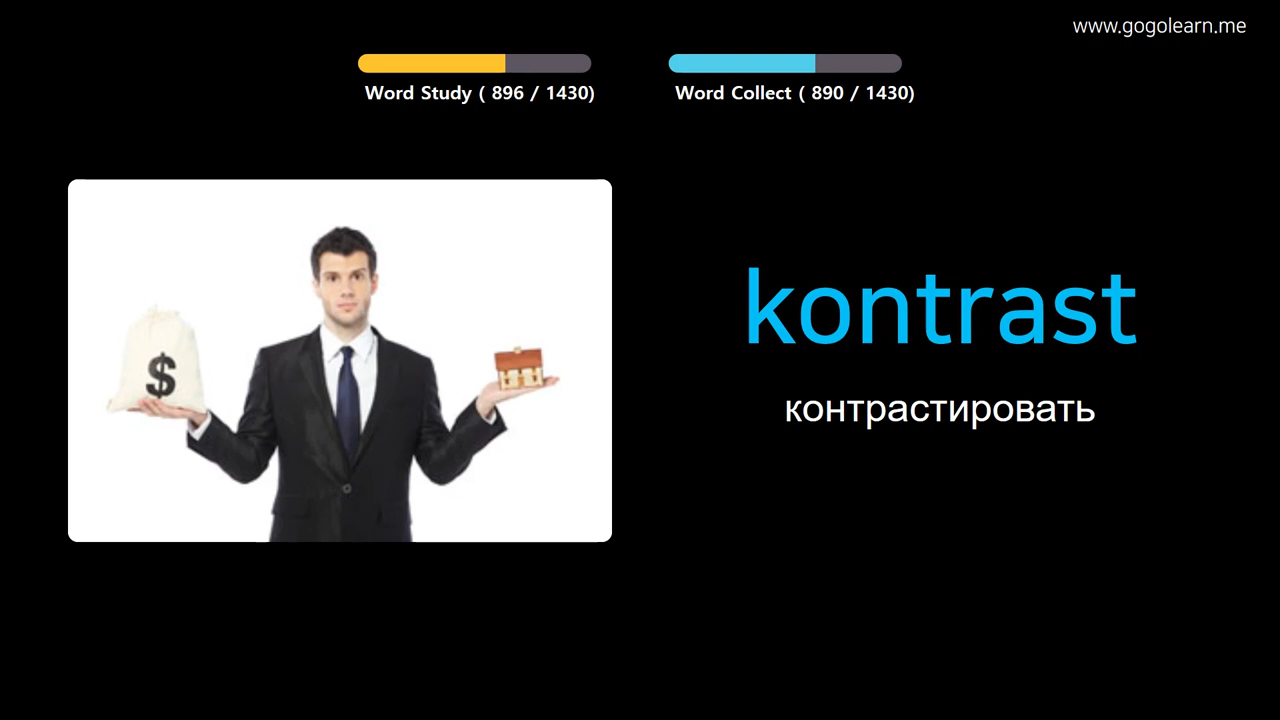 www.gogolearn.me
Word Study ( 896 / 1430)
Word Collect ( 890 / 1430)
$
kontrast
контрастировать